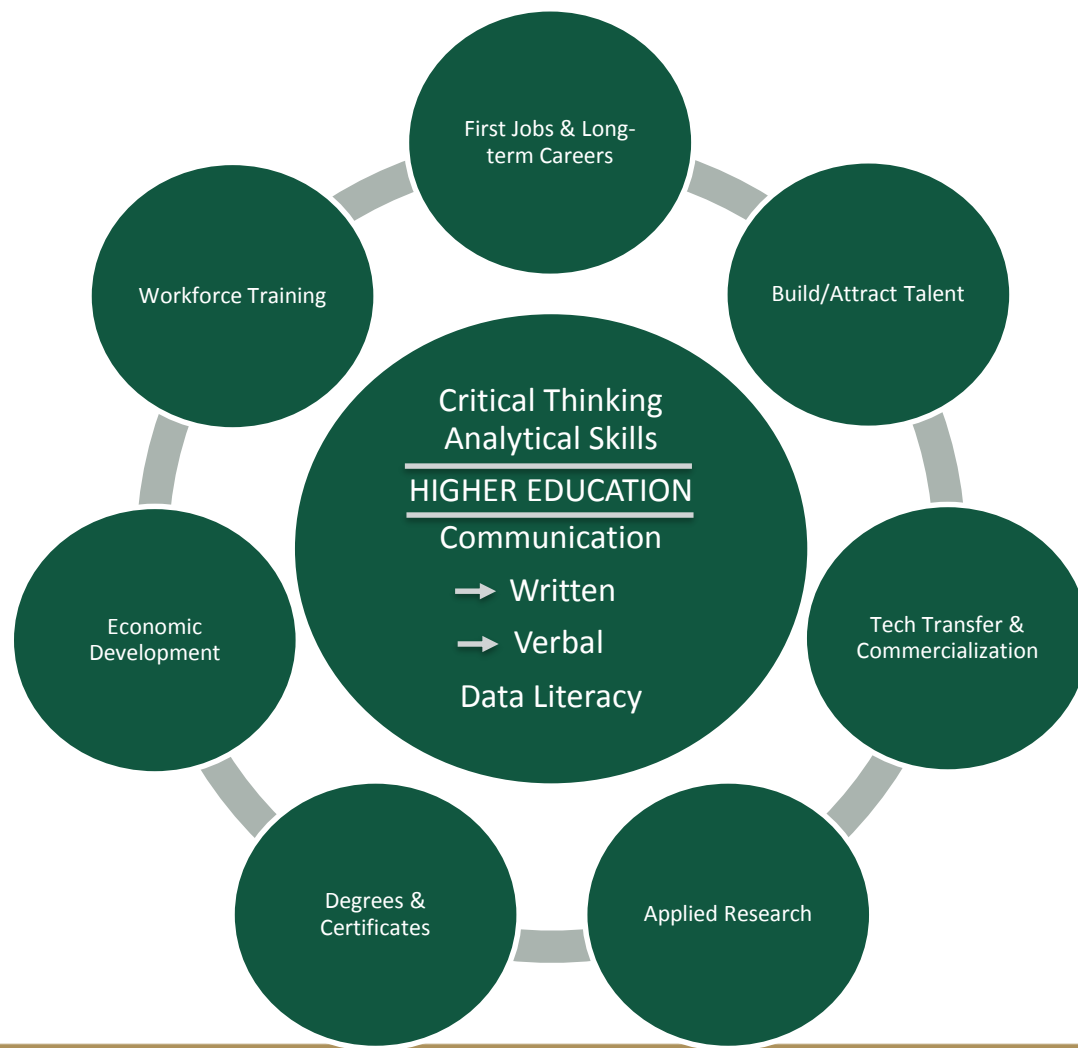 First Jobs & Long-
term Careers
Build/Attract Talent
Tech Transfer &
Commercialization
Applied Research
Degrees &
Certificates
Economic
Development
Workforce Training
Critical Thinking
Analytical Skills
HIGHER EDUCATION
Communication
Written
Verbal
Data Literacy